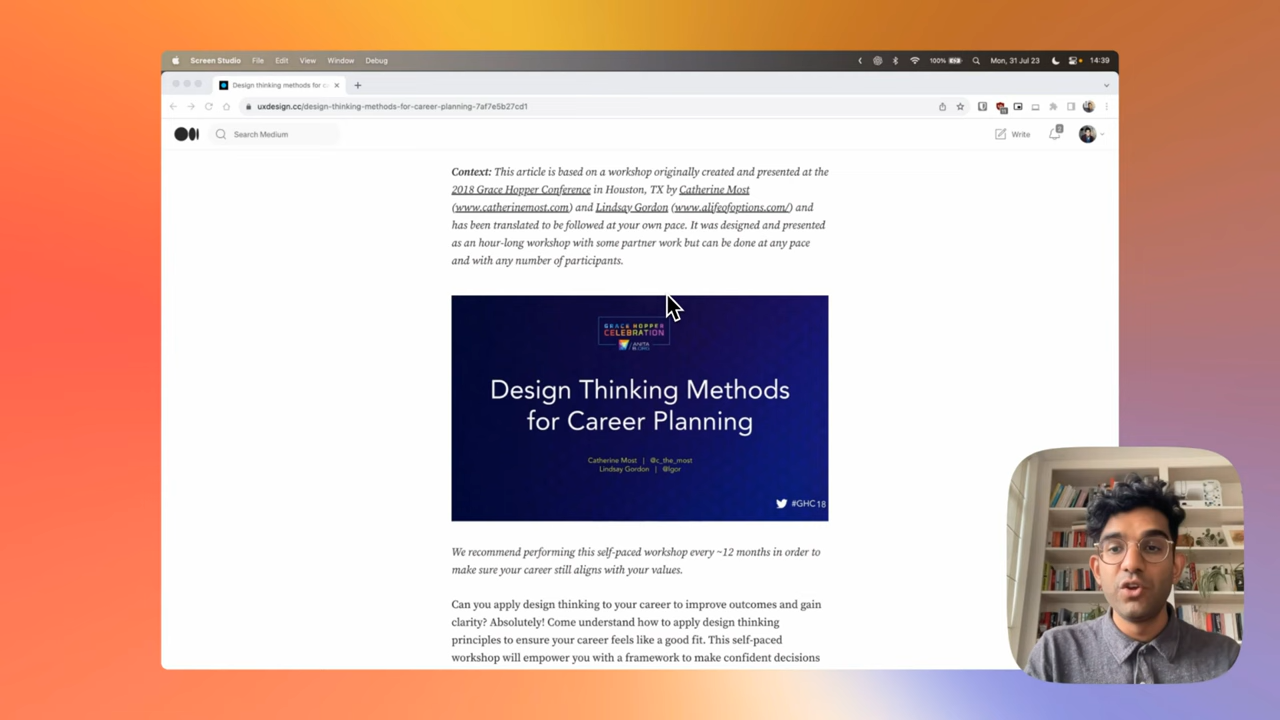 Screen Studio File Edit View Window Debug 100% Mon, 31 Jul 23 14:39
Design thinking methods for c
uxdesign.cc/design-thinking-methods-for-career-planning-7af7e5b27cd1
Search Medium Write 2
Context: This article is based on a workshop originally created and presented at the
2018 Grace Hopper Conference in Houston, TX by Catherine Most
(www.catherinemost.com) and Lindsay Gordon (www.alifeofoptions.com/) and
has been translated to be followed at your own pace. It was designed and presented
as an hour-long workshop with some partner work but can be done at any pace
and with any number of participants.
GRACE HOPPER
CELEBRATION
ANITA
B.ORG
Design Thinking Methods
for Career Planning
Catherine Most | @c_the_most
Lindsay Gordon | @lgor
#GHC18
We recommend performing this self-paced workshop every ~12 months in order to
make sure your career still aligns with your values.
Can you apply design thinking to your career to improve outcomes and gain
clarity? Absolutely! Come understand how to apply design thinking
principles to ensure your career feels like a good fit. This self-paced
workshop will empower you with a framework to make confident decisions